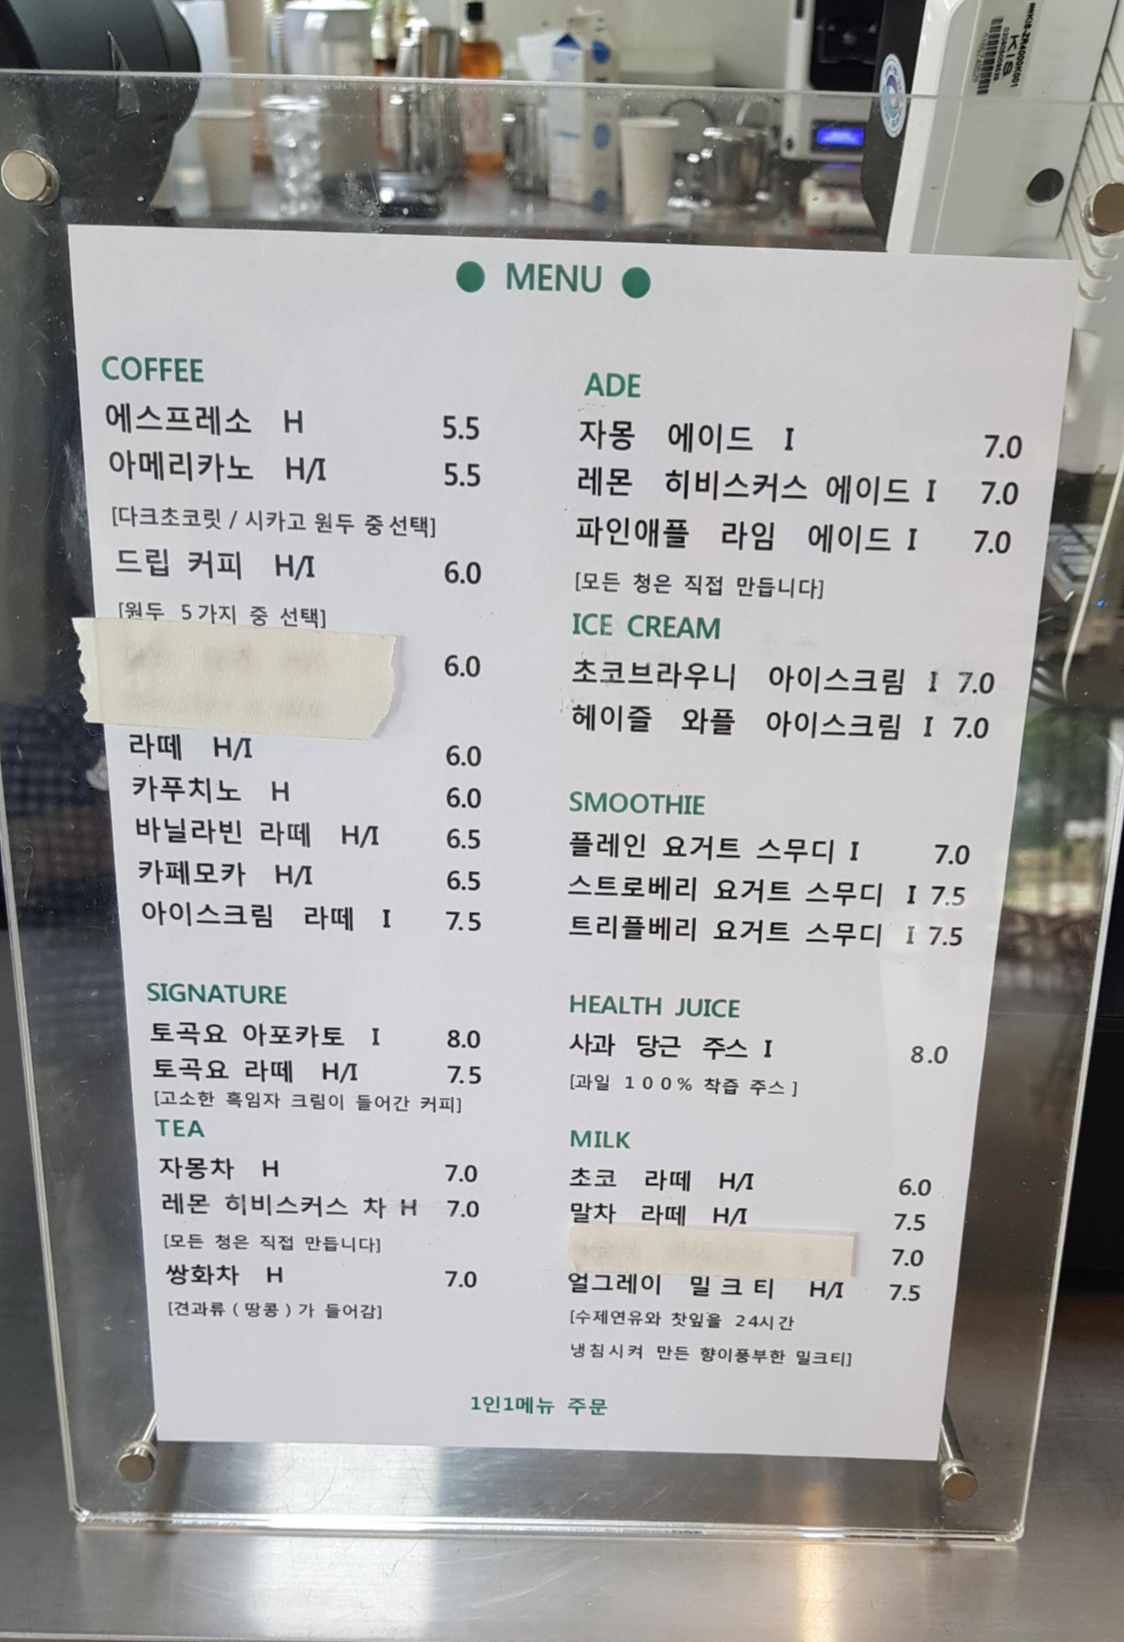 ● MENU ●
COFFEE
에스프레소 H 5.5
아메리카노 H/I 5.5
[다크초코릿 / 시카고 원두 중선택]
드립 커피 H/I 6.0
[원두 5가지 중 선택]
6.0
라떼 H/I 6.0
카푸치노 H 6.0
바닐라빈 라떼 H/I 6.5
카페모카 H/I 6.5
아이스크림 라떼 I 7.5
SIGNATURE
토곡요 아포카토 I 8.0
토곡요 라떼 H/I 7.5
[고소한 흑임자 크림이 들어간 커피]
TEA
자몽차 H 7.0
레몬 히비스커스 차 H 7.0
[모든 청은 직접 만듭니다]
쌍화차 H 7.0
[견과류 ( 땅콩 ) 가 들어감]
ADE
자몽 에이드 I 7.0
레몬 히비스커스 에이드 I 7.0
파인애플 라임 에이드 I 7.0
[모든 청은 직접 만듭니다]
ICE CREAM
초코브라우니 아이스크림 I 7.0
헤이즐 와플 아이스크림 I 7.0
SMOOTHIE
플레인 요거트 스무디 I 7.0
스트로베리 요거트 스무디 I 7.5
트리플베리 요거트 스무디 I 7.5
HEALTH JUICE
사과 당근 주스 I 8.0
[과일 100% 착즙 주스 ]
MILK
초코 라떼 H/I 6.0
말차 라떼 H/I 7.5
7.0
얼그레이 밀크티 H/I 7.5
[수제연유와 찻잎을 24시간
냉침시켜 만든 향이풍부한 밀크티]
1인1메뉴 주문
KIS